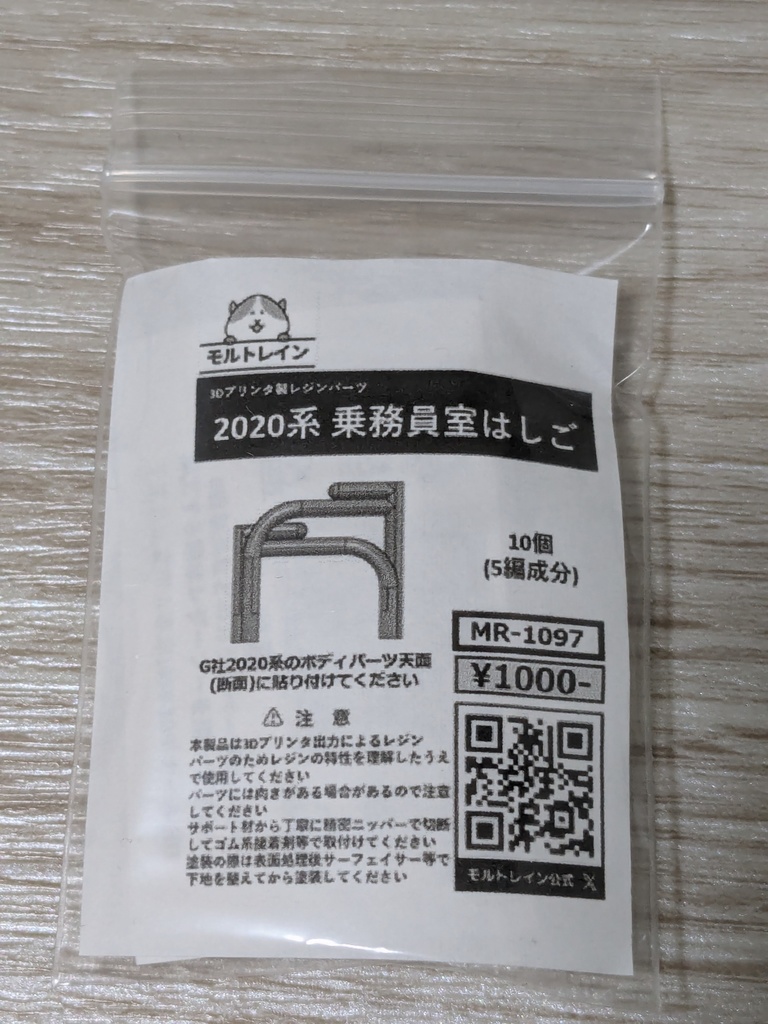 モルトレイン
3Dプリンタ製レジンパーツ
2020系 乗務員室はしご
10個
(5編成分)
MR-1097
¥1000-
G社2020系のボディパーツ天面
(断面)に貼り付けてください
⚠ 注 意
本製品は3Dプリンタ出力によるレジン
パーツのためレジンの特性を理解したうえ
で使用してください
パーツには向きがある場合があるので注意
してください
サポート材から丁寧に精密ニッパーで切断
してゴム系接着剤等で取付けてください
塗装の際は表面処理後サーフェイサー等で
下地を整えてから塗装してください
モルトレイン公式 X